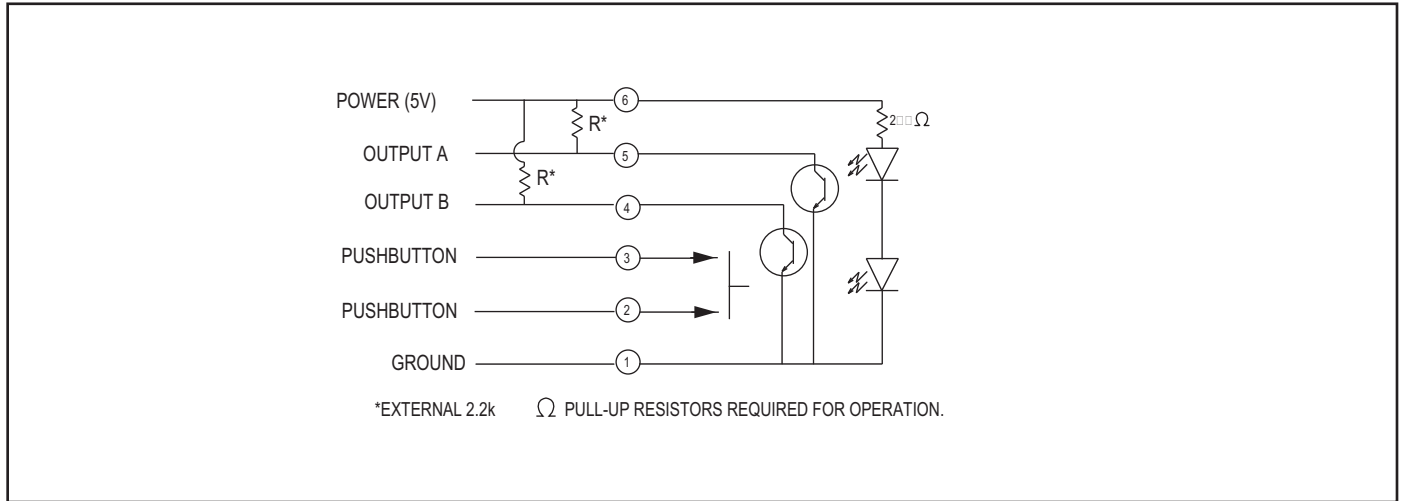 POWER (5V)
6
R*
Ω
OUTPUT A
5
R*
OUTPUT B
4
PUSHBUTTON
3
PUSHBUTTON
2
GROUND
1
*EXTERNAL 2.2k Ω PULL-UP RESISTORS REQUIRED FOR OPERATION.